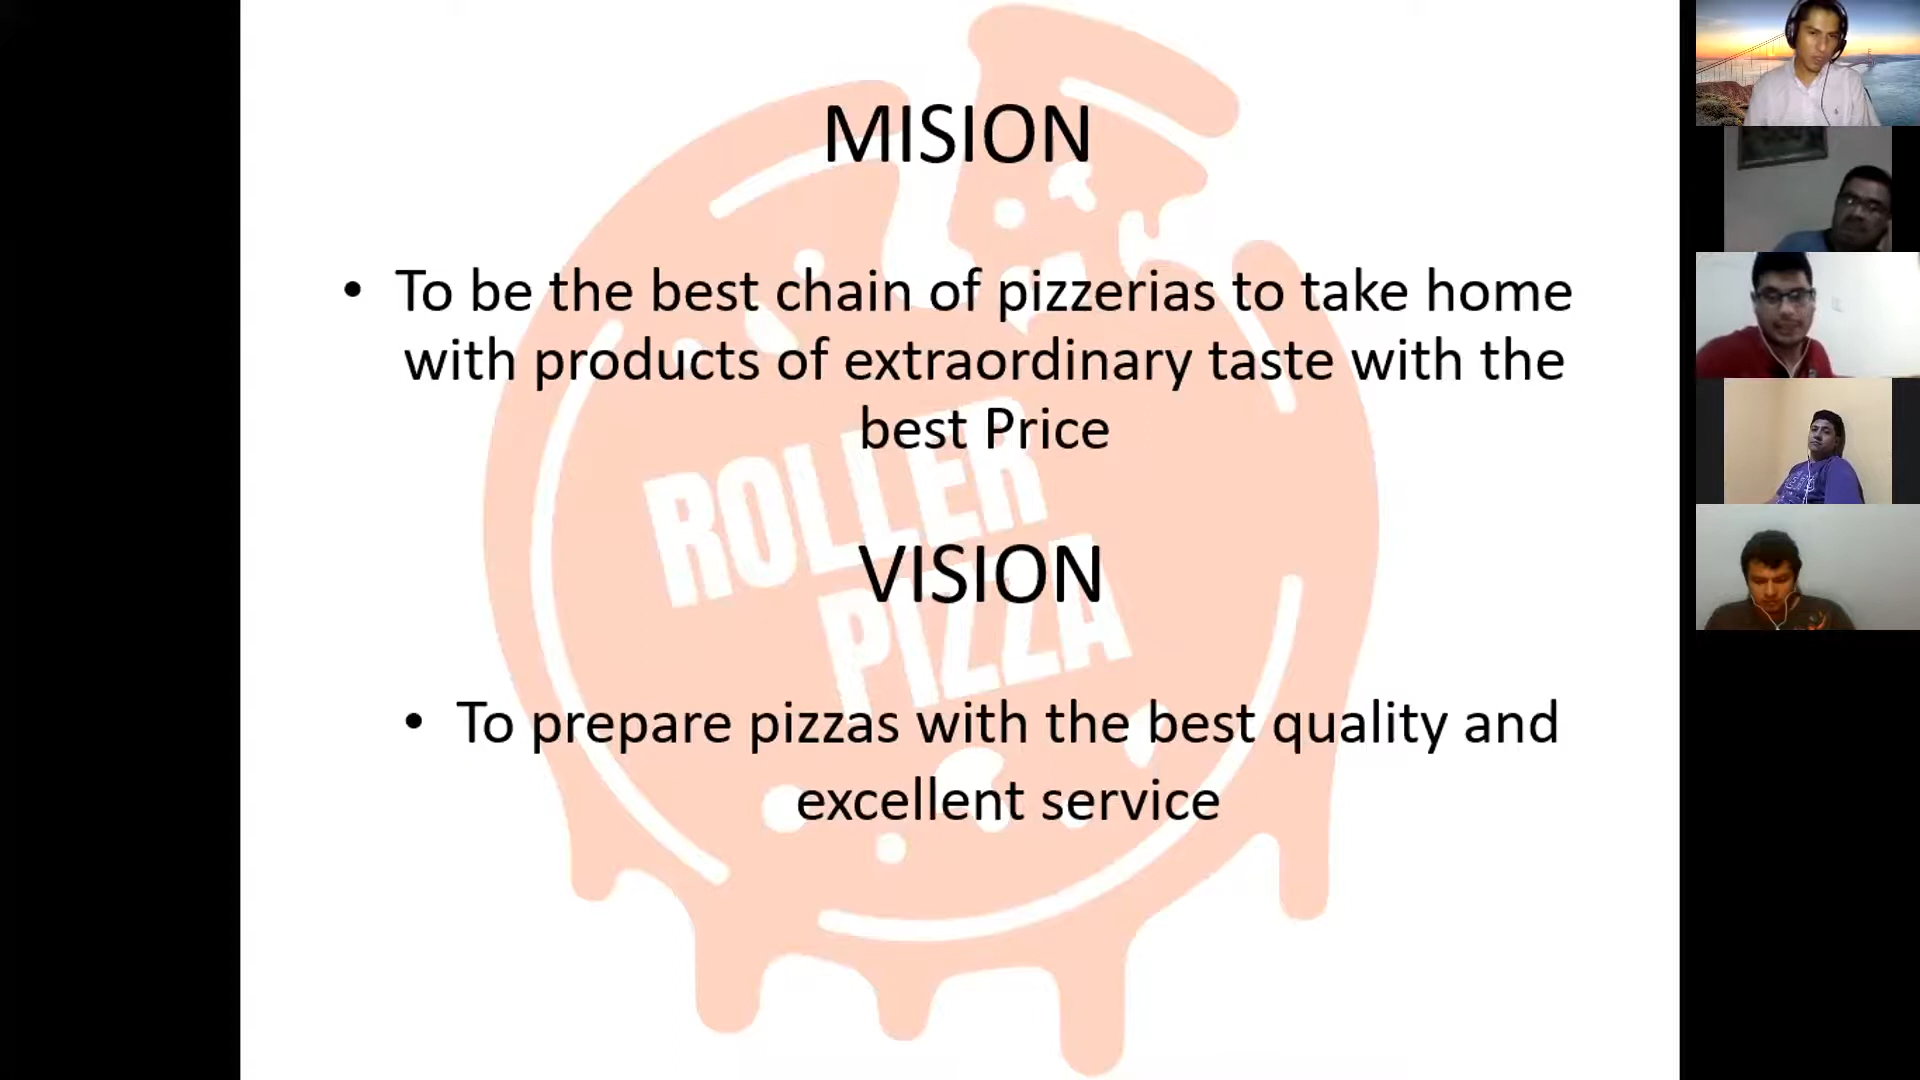 MISION
• To be the best chain of pizzerias to take home
with products of extraordinary taste with the
best Price
ROLLER
PIZZA
VISION
• To prepare pizzas with the best quality and
excellent service